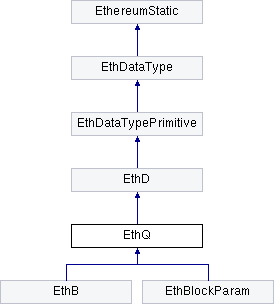 EthereumStatic
EthDataType
EthDataTypePrimitive
EthD
EthQ
EthB
EthBlockParam